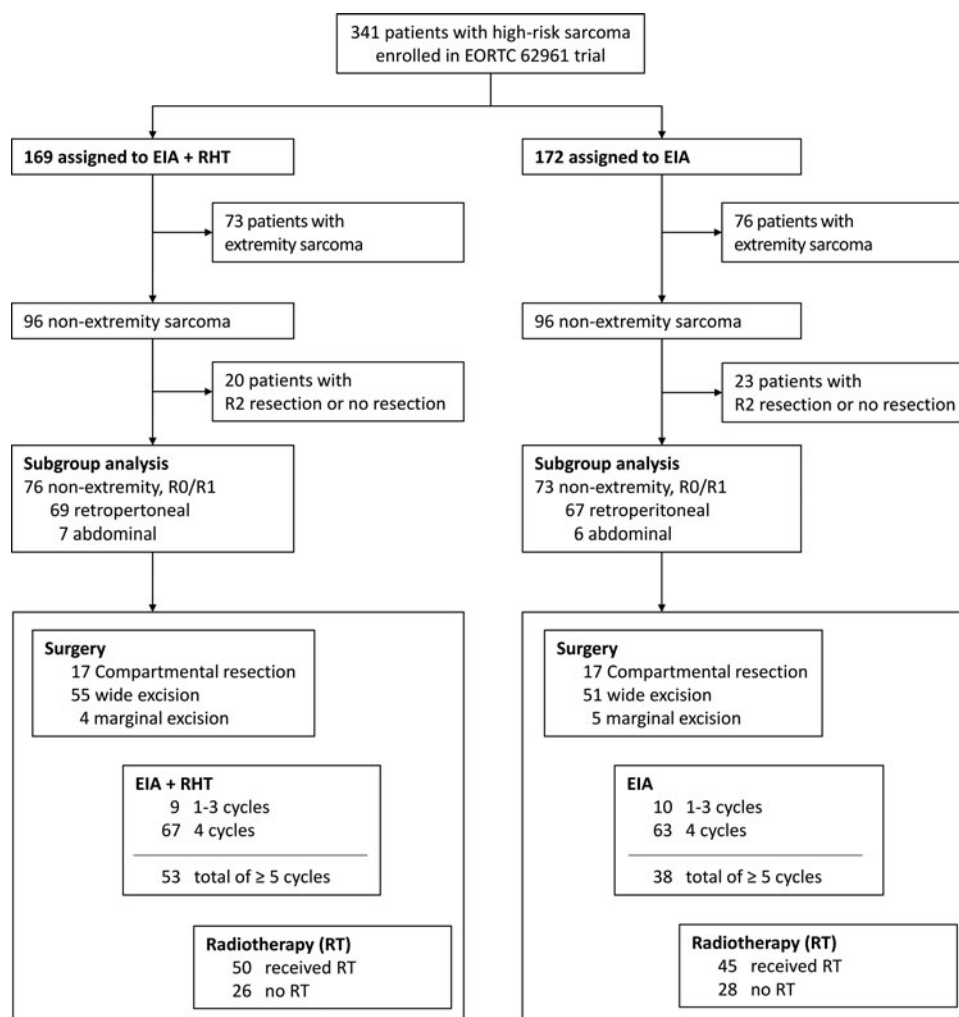 341 patients with high-risk sarcoma
enrolled in EORTC 62961 trial
169 assigned to EIA + RHT
73 patients with
extremity sarcoma
96 non-extremity sarcoma
20 patients with
R2 resection or no resection
Subgroup analysis
76 non-extremity, R0/R1
69 retropertoneal
7 abdominal
Surgery
17 Compartmental resection
55 wide excision
4 marginal excision
EIA + RHT
9 1-3 cycles
67 4 cycles
53 total of ≥ 5 cycles
Radiotherapy (RT)
50 received RT
26 no RT
172 assigned to EIA
76 patients with
extremity sarcoma
96 non-extremity sarcoma
23 patients with
R2 resection or no resection
Subgroup analysis
73 non-extremity, R0/R1
67 retroperitoneal
6 abdominal
Surgery
17 Compartmental resection
51 wide excision
5 marginal excision
EIA
10 1-3 cycles
63 4 cycles
38 total of ≥ 5 cycles
Radiotherapy (RT)
45 received RT
28 no RT